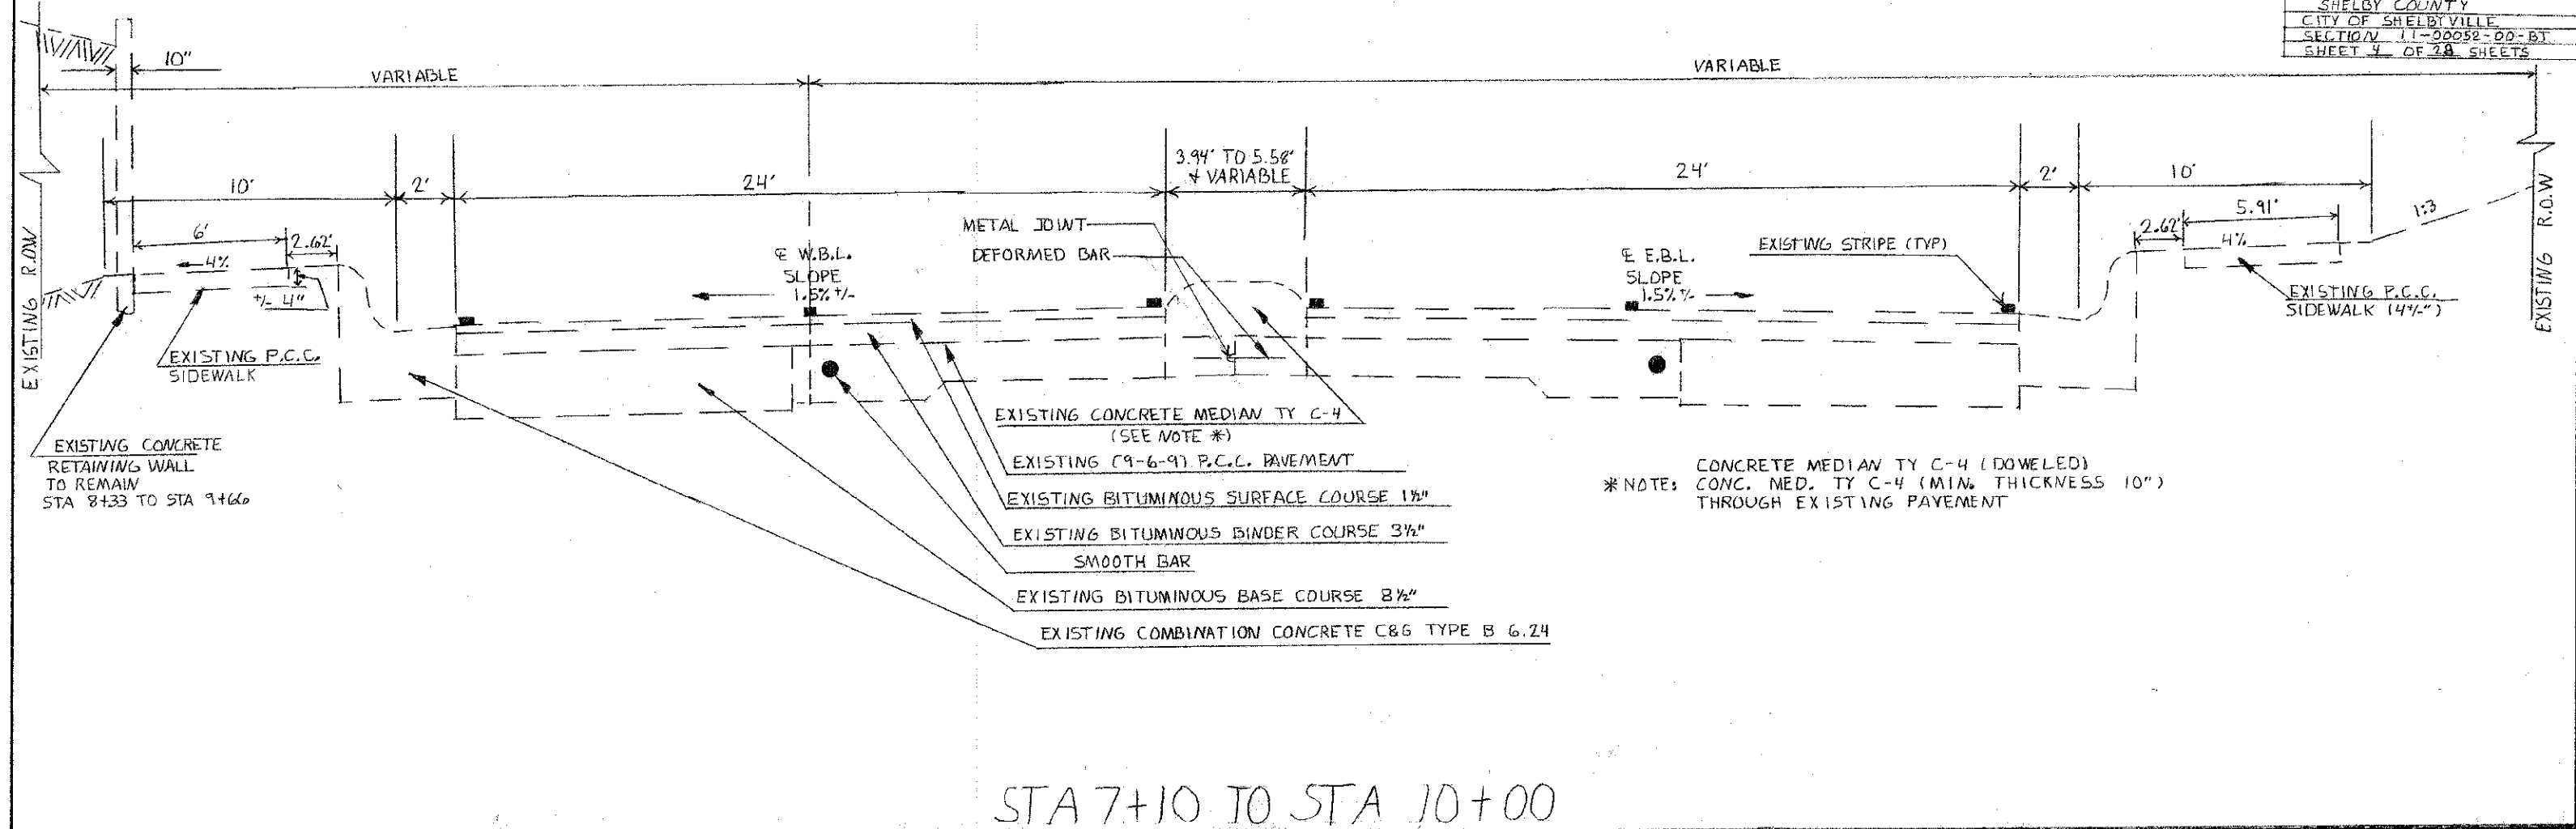 SHELBY COUNTY
CITY OF SHELBYVILLE
SECTION 11-00052-00-BT
SHEET 4 OF 28 SHEETS
10"
VARIABLE
VARIABLE
10'
2'
24'
3.94' TO 5.58'
& VARIABLE
24'
2'
10'
6'
2.62'
4%
+/- 4"
EXISTING R.O.W
EXISTING P.C.C.
SIDEWALK
EXISTING CONCRETE
RETAINING WALL
TO REMAIN
STA 8+33 TO STA 9+66
℄ W.B.L.
SLOPE
1.5% +/-
METAL JOINT
DEFORMED BAR
℄ E.B.L.
SLOPE
1.5% +/-
EXISTING STRIPE (TYP)
2.62'
5.91'
4%
1:3
EXISTING P.C.C.
SIDEWALK (4+/-")
EXISTING R.O.W
EXISTING CONCRETE MEDIAN TY C-4
(SEE NOTE *)
EXISTING (9-6-9) P.C.C. PAVEMENT
EXISTING BITUMINOUS SURFACE COURSE 1½"
EXISTING BITUMINOUS BINDER COURSE 3½"
SMOOTH BAR
EXISTING BITUMINOUS BASE COURSE 8½"
EXISTING COMBINATION CONCRETE C&G TYPE B 6.24
CONCRETE MEDIAN TY C-4 (DOWELED)
*NOTE: CONC. MED. TY C-4 (MIN. THICKNESS 10")
THROUGH EXISTING PAVEMENT
STA 7+10 TO STA 10+00